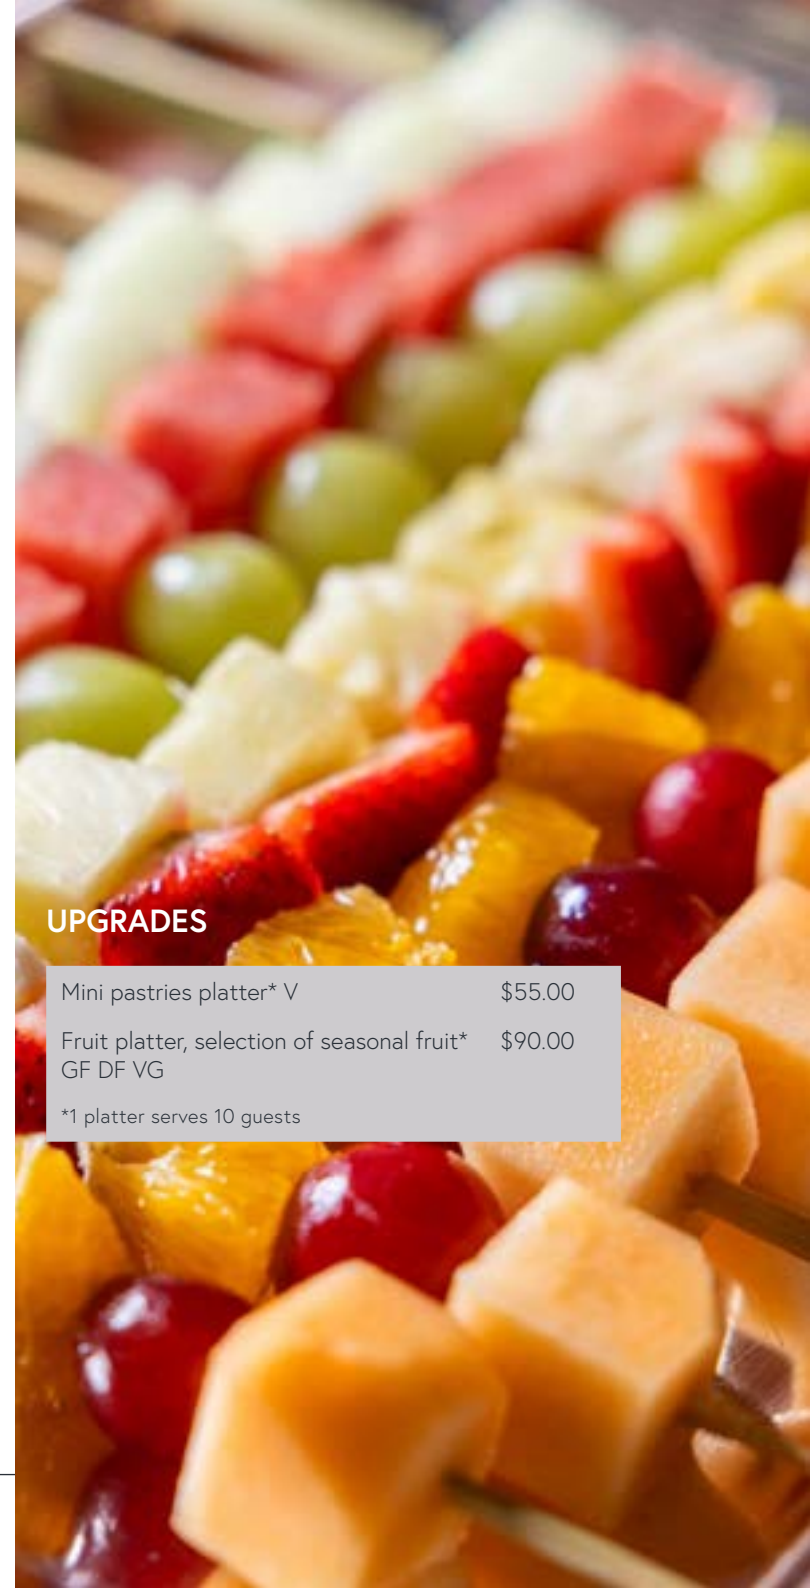 UPGRADES
Mini pastries platter* V $55.00
Fruit platter, selection of seasonal fruit* $90.00
GF DF VG
*1 platter serves 10 guests